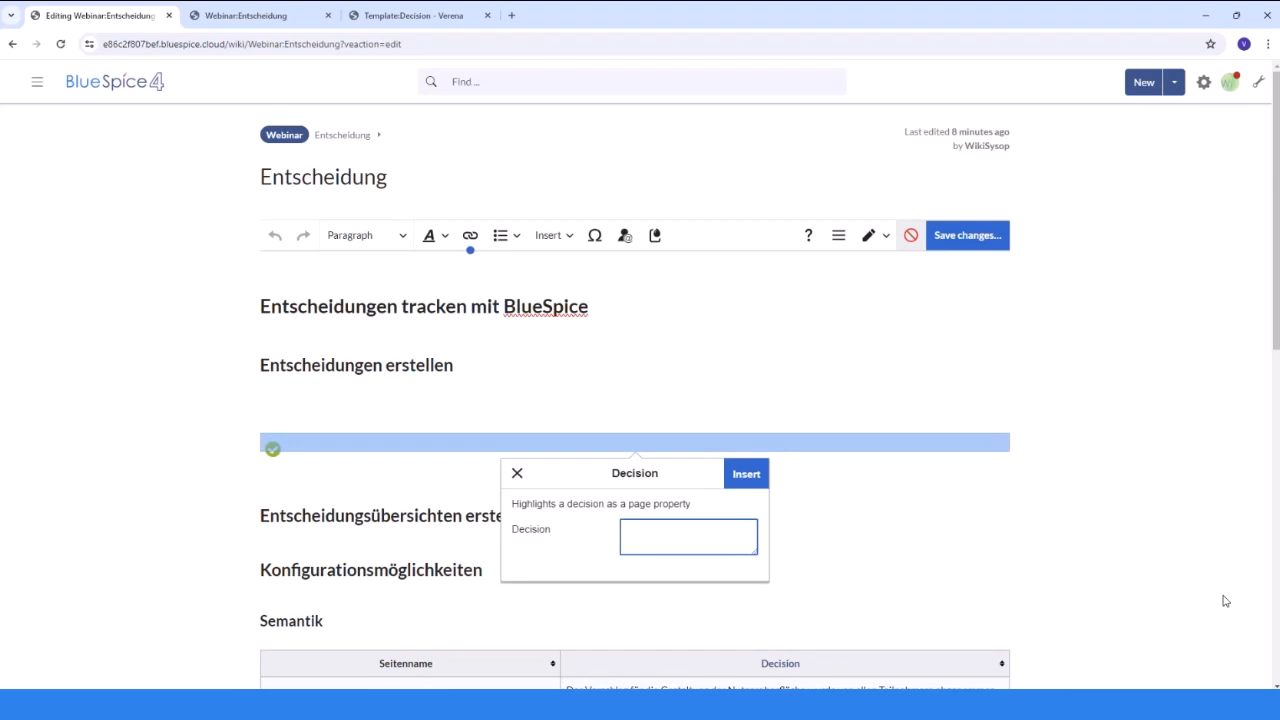 Editing Webinar:Entscheidung
Webinar:Entscheidung
Template:Decision - Verena
e86c2f807bef.bluespice.cloud/wiki/Webinar:Entscheidung?veaction=edit
V
BlueSpice 4
Find ...
New
Webinar
Entscheidung
Last edited 8 minutes ago
by WikiSysop
Entscheidung
Paragraph
A
Insert
Ω
?
Save changes...
Entscheidungen tracken mit BlueSpice
Entscheidungen erstellen
Decision
Insert
Highlights a decision as a page property
Decision
Entscheidungsübersichten erste
Konfigurationsmöglichkeiten
Semantik
Seitenname
Decision